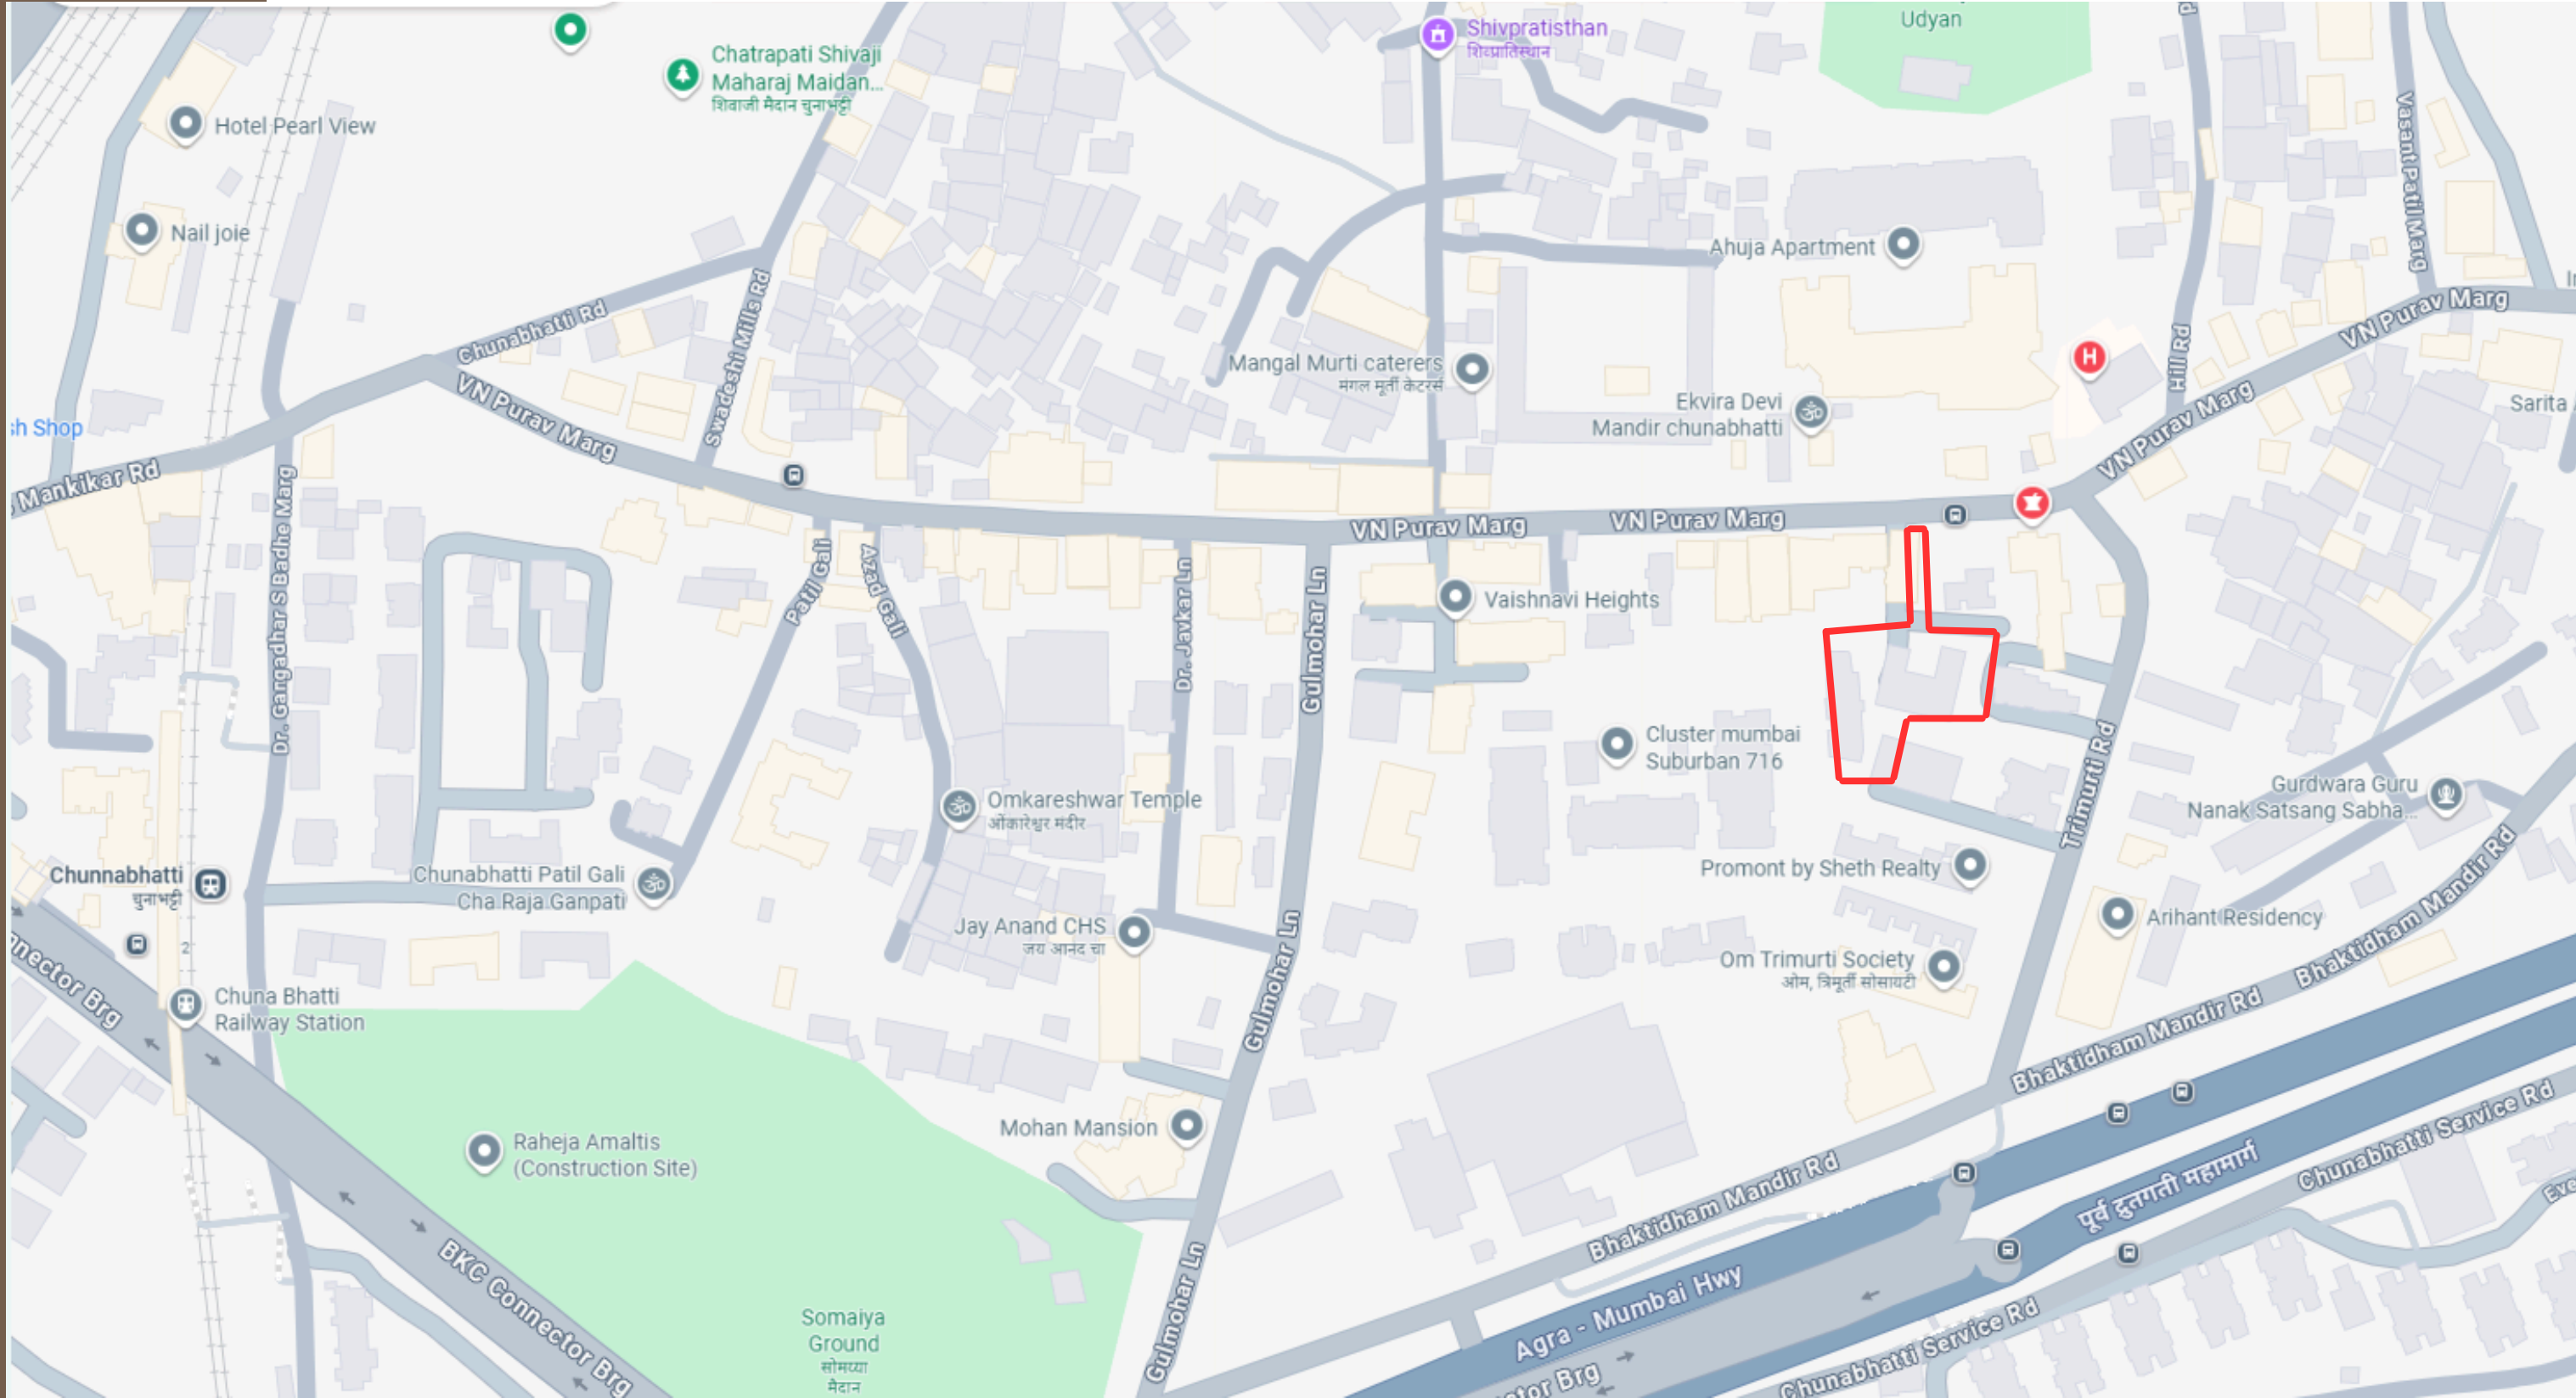 Udyan
Shivpratisthan
शिवप्रातिस्थान
Chatrapati Shivaji
Maharaj Maidan...
शिवाजी मैदान चुनाभट्टी
Hotel Pearl View
Nail joie
Vasant Patil Marg
Ahuja Apartment
Chunabhatti Rd
Swadeshi Mills Rd
VN Purav Marg
VN Purav Marg
Hill Rd
Mangal Murti caterers
मंगल मूर्ती केटरर्स
Ekvira Devi
Mandir chunabhatti
Sarita
sh Shop
Mankikar Rd
VN Purav Marg
VN Purav Marg
VN Purav Marg
Dr. Gangadhar S Badhe Marg
Patil Gali
Azad Gali
Dr. Javkar Ln
Gulmohar Ln
Vaishnavi Heights
Cluster mumbai
Suburban 716
Trimurti Rd
Gurdwara Guru
Nanak Satsang Sabha...
Omkareshwar Temple
ओंकारेश्वर मंदीर
Chunnabhatti
चुनाभट्टी
Chunabhatti Patil Gali
Cha Raja Ganpati
Promont by Sheth Realty
Arihant Residency
Jay Anand CHS
जय आनंद चा
2
Om Trimurti Society
ओम, त्रिमूर्ती सोसायटी
Gulmohar Ln
Bhaktidham Mandir Rd
Bhaktidham Mandir Rd
nnector Brg
Chuna Bhatti
Railway Station
Mohan Mansion
Raheja Amaltis
(Construction Site)
Bhaktidham Mandir Rd
Chunabhatti Service Rd
पूर्व द्रुतगती महामार्ग
Eve
BKC Connector Brg
Somaiya
Ground
सोमय्या
मैदान
Gulmohar Ln
Agra - Mumbai Hwy
ctor Brg
Chunabhatti Service Rd
H